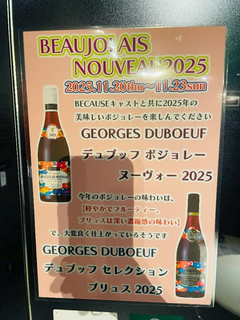 BEAUJOLAIS
NOUVEAU2025
2025.11.20thu～11.23sun
BECAUSEキャストと共に2025年の
美味しいボジョレーを楽しんでください
GEORGES DUBOEUF
デュブッフ ボジョレー
ヌーヴォー 2025
今年のボジョレーの味わいは、
【軽やかでフルーティー、
プリュスは深い濃縮感の味わい】
で、大変良く仕上がっているそうです
GEORGES DUBOEUF
デュブッフ セレクション
プリュス 2025